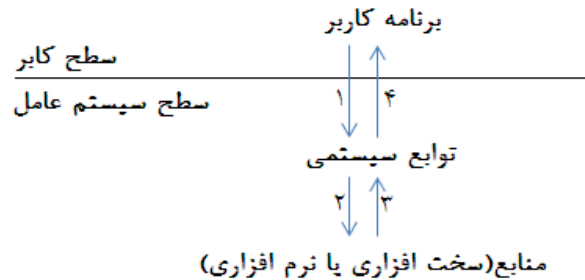 برنامه کاربر
سطح کابر
سطح سیستم عامل
۱ ۴
توابع سیستمی
۲ ۳
منابع(سخت افزاری یا نرم افزاری)